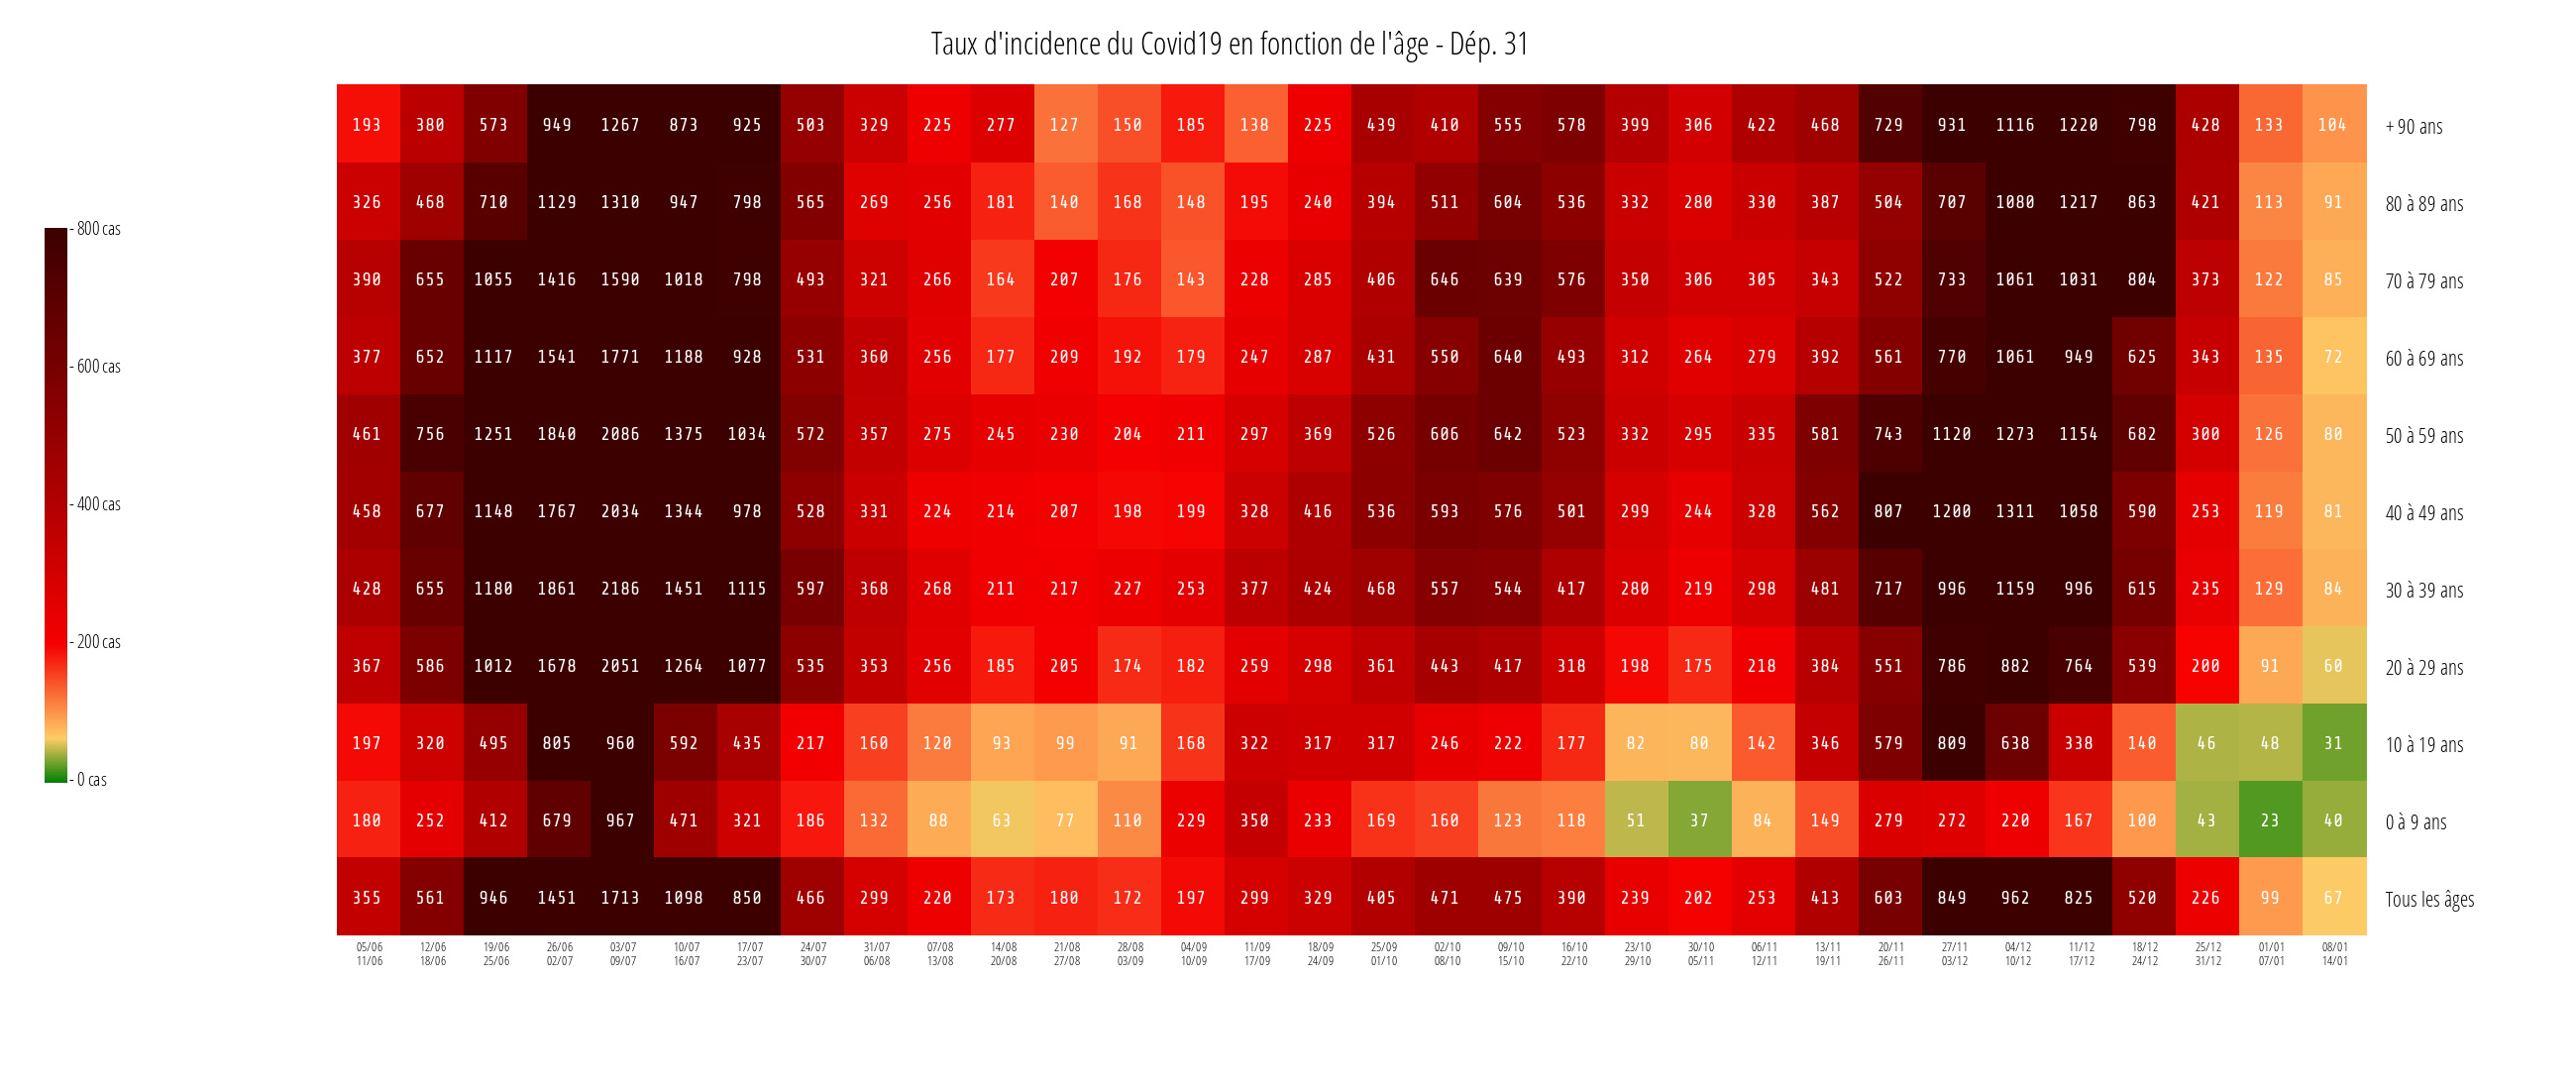 Taux d'incidence du Covid19 en fonction de l'âge - Dép. 31
- 800 cas
- 600 cas
- 400 cas
- 200 cas
- 0 cas
193 380 573 949 1267 873 925 503 329 225 277 127 150 185 138 225 439 410 555 578 399 306 422 468 729 931 1116 1220 798 428 133 104 + 90 ans
326 468 710 1129 1310 947 798 565 269 256 181 140 168 148 195 240 394 511 604 536 332 280 330 387 504 707 1080 1217 863 421 113 91 80 à 89 ans
390 655 1055 1416 1590 1018 798 493 321 266 164 207 176 143 228 285 406 646 639 576 350 306 305 343 522 733 1061 1031 804 373 122 85 70 à 79 ans
377 652 1117 1541 1771 1188 928 531 360 256 177 209 192 179 247 287 431 550 640 493 312 264 279 392 561 770 1061 949 625 343 135 72 60 à 69 ans
461 756 1251 1840 2086 1375 1034 572 357 275 245 230 204 211 297 369 526 606 642 523 332 295 335 581 743 1120 1273 1154 682 300 126 80 50 à 59 ans
458 677 1148 1767 2034 1344 978 528 331 224 214 207 198 199 328 416 536 593 576 501 299 244 328 562 807 1200 1311 1058 590 253 119 81 40 à 49 ans
428 655 1180 1861 2186 1451 1115 597 368 268 211 217 227 253 377 424 468 557 544 417 280 219 298 481 717 996 1159 996 615 235 129 84 30 à 39 ans
367 586 1012 1678 2051 1264 1077 535 353 256 185 205 174 182 259 298 361 443 417 318 198 175 218 384 551 786 882 764 539 200 91 60 20 à 29 ans
197 320 495 805 960 592 435 217 160 120 93 99 91 168 322 317 317 246 222 177 82 80 142 346 579 809 638 338 140 46 48 31 10 à 19 ans
180 252 412 679 967 471 321 186 132 88 63 77 110 229 350 233 169 160 123 118 51 37 84 149 279 272 220 167 100 43 23 40 0 à 9 ans
355 561 946 1451 1713 1098 850 466 299 220 173 180 172 197 299 329 405 471 475 390 239 202 253 413 603 849 962 825 520 226 99 67 Tous les âges
05/06 12/06 19/06 26/06 03/07 10/07 17/07 24/07 31/07 07/08 14/08 21/08 28/08 04/09 11/09 18/09 25/09 02/10 09/10 16/10 23/10 30/10 06/11 13/11 20/11 27/11 04/12 11/12 18/12 25/12 01/01 08/01
11/06 18/06 25/06 02/07 09/07 16/07 23/07 30/07 06/08 13/08 20/08 27/08 03/09 10/09 17/09 24/09 01/10 08/10 15/10 22/10 29/10 05/11 12/11 19/11 26/11 03/12 10/12 17/12 24/12 31/12 07/01 14/01